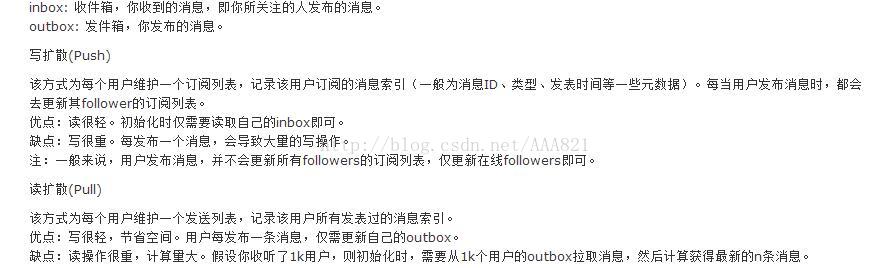 inbox: 收件箱，你收到的消息，即你所关注的人发布的消息。
outbox: 发件箱，你发布的消息。
写扩散(Push)
该方式为每个用户维护一个订阅列表，记录该用户订阅的消息索引（一般为消息ID、类型、发表时间等一些元数据）。每当用户发布消息时，都会
去更新其follower的订阅列表。
优点：读很轻。初始化时仅需要读取自己的inbox即可。
缺点：写很重。每发布一个消息，会导致大量的写操作。
http://blog.csdn.net/AAA821
注：一般来说，用户发布消息，并不会更新所有followers的订阅列表，仅更新在线followers即可。
读扩散(Pull)
该方式为每个用户维护一个发送列表，记录该用户所有发表过的消息索引。
优点：写很轻，节省空间。用户每发布一条消息，仅需更新自己的outbox。
缺点：读操作很重，计算量大。假设你收听了1k用户，则初始化时，需要从1k个用户的outbox拉取消息，然后计算获得最新的n条消息。